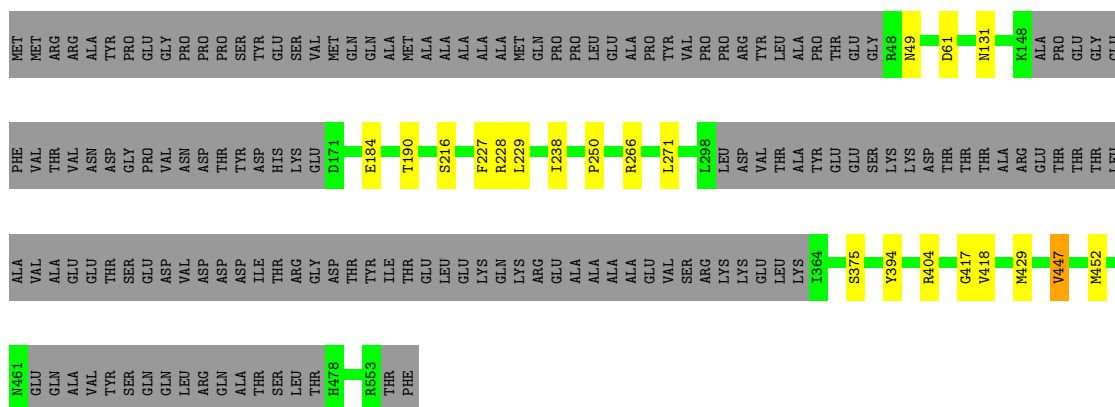 MET MET ARG ARG ALA TYR PRO GLU GLY PRO PRO PRO SER TYR GLU SER VAL MET GLN GLN ALA MET ALA ALA ALA ALA ALA MET GLN PRO PRO LEU GLU ALA PRO TYR VAL PRO PRO ARG TYR LEU ALA PRO THR GLU GLY R48 N49 D61 N131 K148 ALA PRO GLU GLY GLU
PHE VAL THR VAL ASN ASP GLY PRO VAL ASN ASP THR TYR ASP HIS LYS GLU D171 E184 T190 S216 F227 R228 L229 I238 P250 R266 L271 L298 LEU ASP VAL THR ALA TYR GLU GLU SER LYS LYS ASP THR THR THR ALA ARG GLU THR THR THR LEU
ALA VAL ALA GLU GLU THR SER GLU ASP VAL ASP ASP ASP ILE THR ARG GLY ASP THR TYR ILE THR GLU LEU GLU LYS GLN LYS ARG GLU ALA ALA ALA ALA GLU VAL SER ARG LYS LYS GLU LEU LYS I364 S375 Y394 R404 G417 V418 M429 V447 M452
N461 GLU GLN ALA VAL TYR SER GLN GLN LEU ARG GLN ALA THR SER LEU THR H478 R553 THR PHE